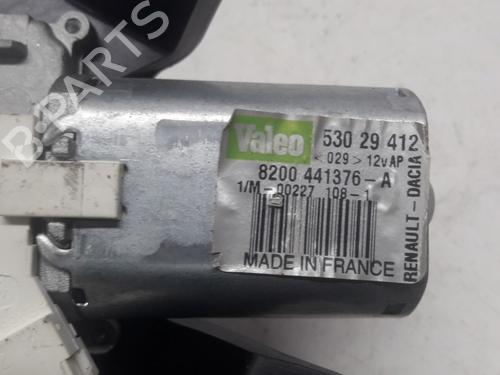 B-PARTS
Valeo
530 29 412
<029> 12v AP
8200 441376-A
1/M-00227 108-1
MADE IN FRANCE
RENAULT-DACIA